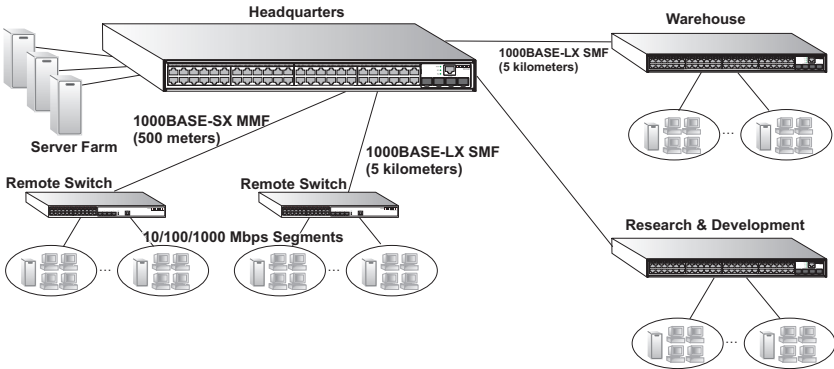 Headquarters
Warehouse
1000BASE-LX SMF
(5 kilometers)
1000BASE-SX MMF
(500 meters)
Server Farm
1000BASE-LX SMF
(5 kilometers)
Remote Switch
Remote Switch
Research & Development
10/100/1000 Mbps Segments
...
...
...
...